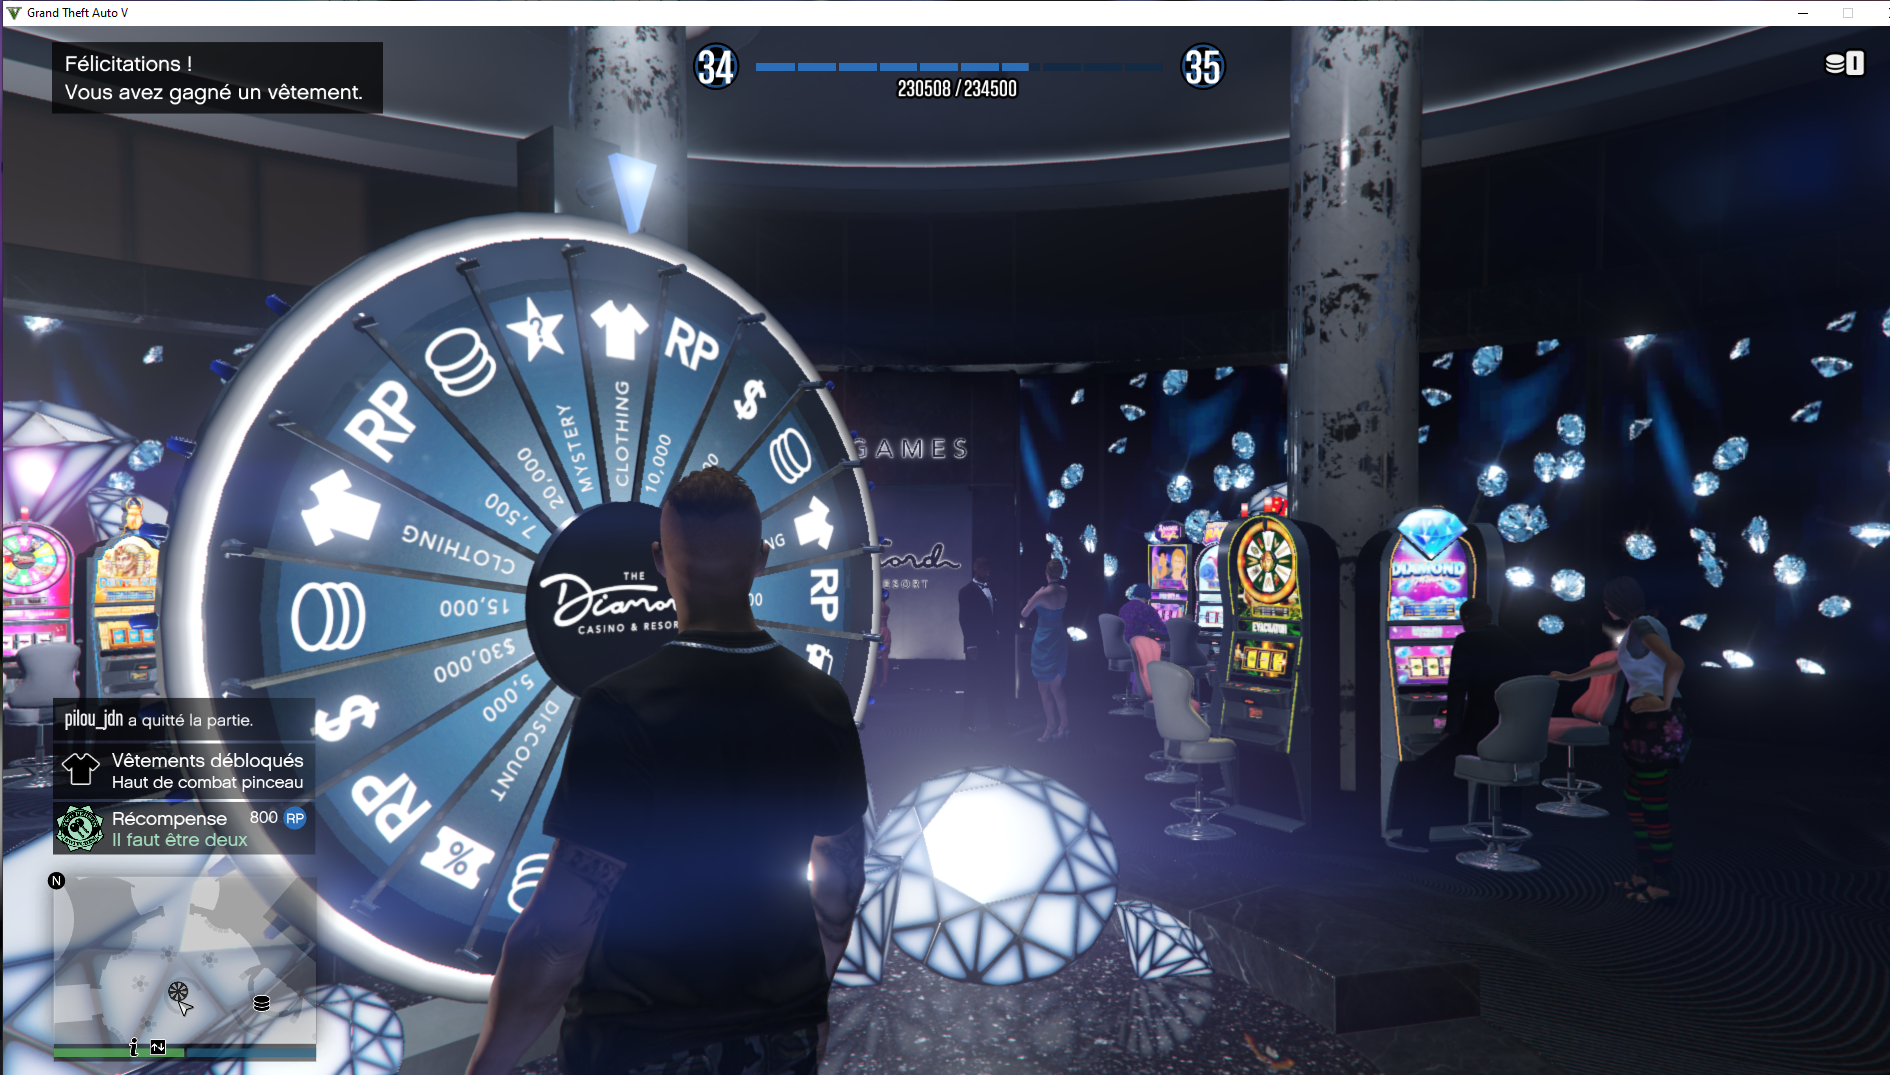 Grand Theft Auto V
Félicitations !
Vous avez gagné un vêtement.
34
230508 / 234500
35
1
RP
10,000
CLOTHING
MYSTERY
20,000
RP
7,500
CLOTHING
15,000
$
$30,000
RP
5,000
%
DISCOUNT
$
RP
THE
CASINO &
GAMES
EVACUATOR
DIAMOND
pilou_jdn a quitté la partie.
Vêtements débloqués
Haut de combat pinceau
Récompense 800 RP
Il faut être deux
N